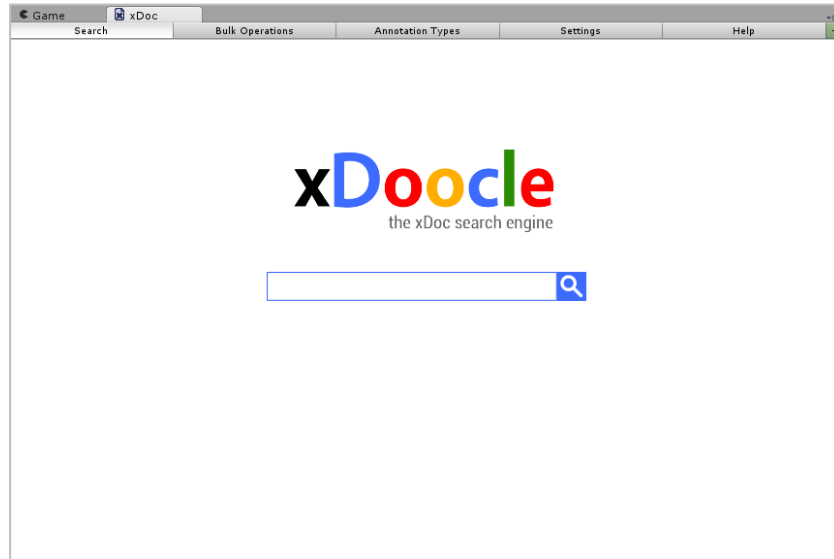 Game xDoc
Search Bulk Operations Annotation Types Settings Help
xDoocle
the xDoc search engine